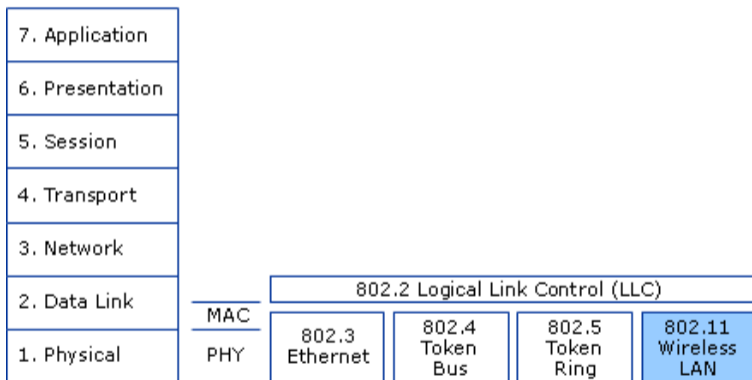 7. Application
6. Presentation
5. Session
4. Transport
3. Network
2. Data Link
1. Physical
MAC
PHY
802.2 Logical Link Control (LLC)
802.3
Ethernet
802.4
Token
Bus
802.5
Token
Ring
802.11
Wireless
LAN